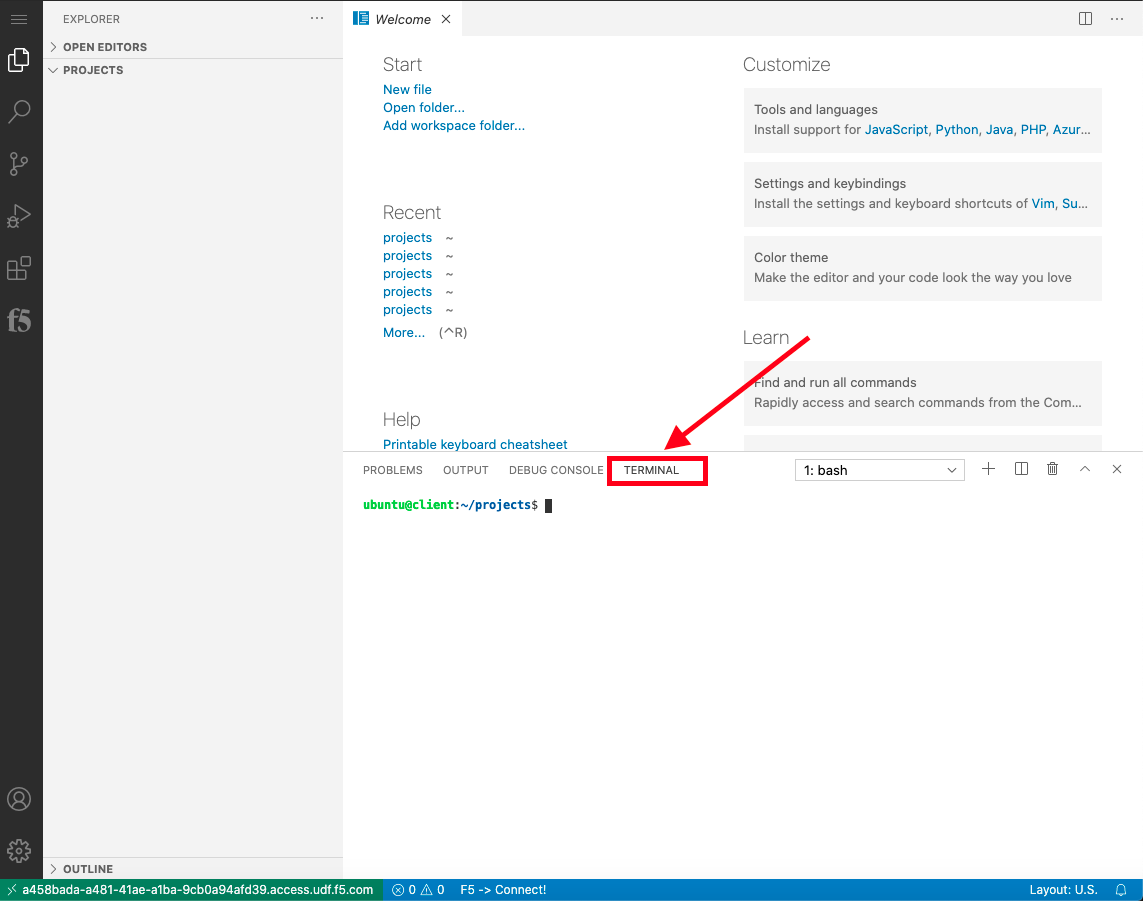 EXPLORER
OPEN EDITORS
PROJECTS
f5
OUTLINE
Welcome
Start
New file
Open folder...
Add workspace folder...
Recent
projects ~
projects ~
projects ~
projects ~
projects ~
More... (^R)
Help
Printable keyboard cheatsheet
Customize
Tools and languages
Install support for JavaScript, Python, Java, PHP, Azur...
Settings and keybindings
Install the settings and keyboard shortcuts of Vim, Su...
Color theme
Make the editor and your code look the way you love
Learn
Find and run all commands
Rapidly access and search commands from the Com...
PROBLEMS OUTPUT DEBUG CONSOLE TERMINAL 1: bash
ubuntu@client:~/projects$
a458bada-a481-41ae-a1ba-9cb0a94afd39.access.udf.f5.com 0 0 F5 -> Connect! Layout: U.S.